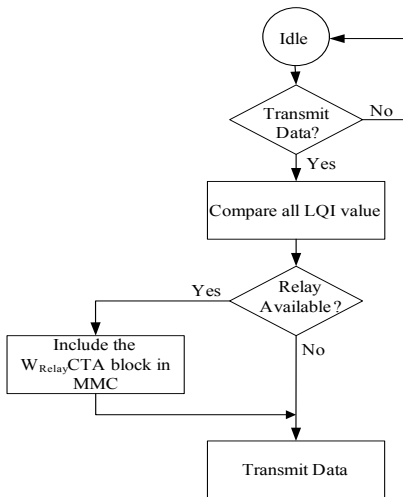 Idle
Transmit
Data?
No
Yes
Compare all LQI value
Relay
Available?
Yes
No
Include the
WRelayCTA block in
MMC
Transmit Data